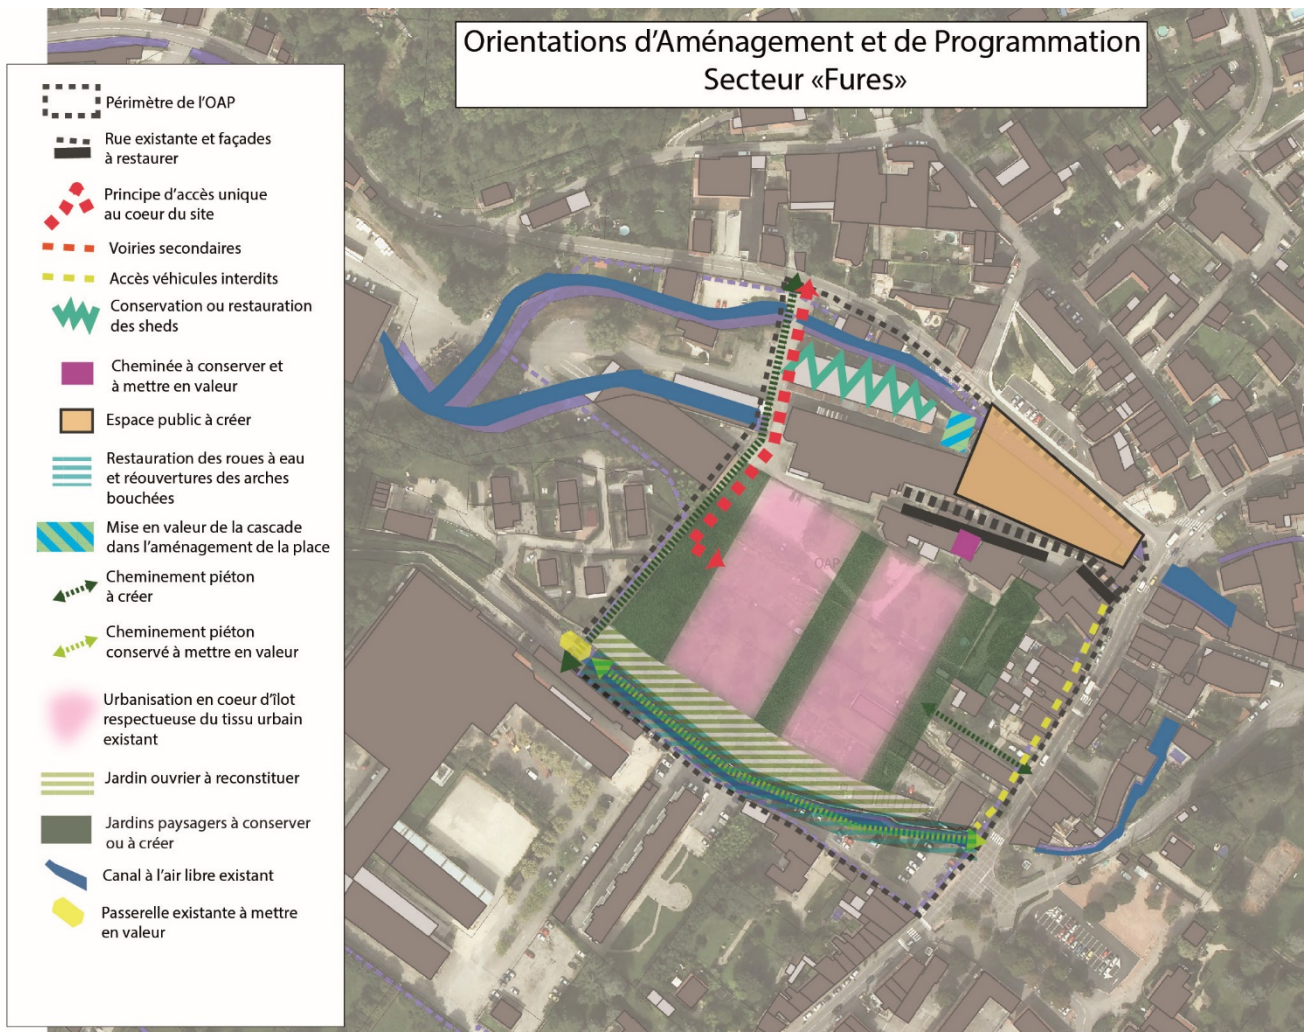 Orientations d'Aménagement et de Programmation
Secteur «Fures»
Périmètre de l'OAP
Rue existante et façades
à restaurer
Principe d'accès unique
au coeur du site
Voiries secondaires
Accès véhicules interdits
Conservation ou restauration
des sheds
Cheminée à conserver et
à mettre en valeur
Espace public à créer
Restauration des roues à eau
et réouvertures des arches
bouchées
Mise en valeur de la cascade
dans l'aménagement de la place
Cheminement piéton
à créer
Cheminement piéton
conservé à mettre en valeur
Urbanisation en coeur d'îlot
respectueuse du tissu urbain
existant
Jardin ouvrier à reconstituer
Jardins paysagers à conserver
ou à créer
Canal à l'air libre existant
Passerelle existante à mettre
en valeur
OAP